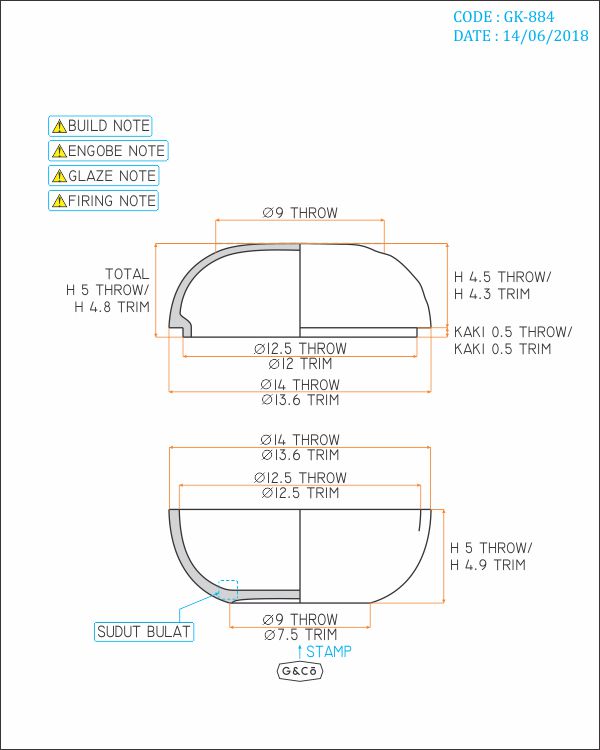 CODE : GK-884
DATE : 14/06/2018
BUILD NOTE
ENGOBE NOTE
GLAZE NOTE
FIRING NOTE
Ø9 THROW
TOTAL
H 5 THROW/
H 4.8 TRIM
H 4.5 THROW/
H 4.3 TRIM
KAKI 0.5 THROW/
KAKI 0.5 TRIM
Ø12.5 THROW
Ø12 TRIM
Ø14 THROW
Ø13.6 TRIM
Ø14 THROW
Ø13.6 TRIM
Ø12.5 THROW
Ø12.5 TRIM
H 5 THROW/
H 4.9 TRIM
SUDUT BULAT
Ø9 THROW
Ø7.5 TRIM
STAMP
G&Cō